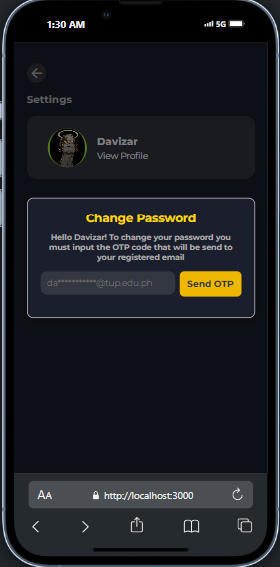 1:30 AM
5G
Settings
Davizar
View Profile
Change Password
Hello Davizar! To change your password you
must input the OTP code that will be send to
your registered email
da***********@tup.edu.ph
Send OTP
AA
http://localhost:3000